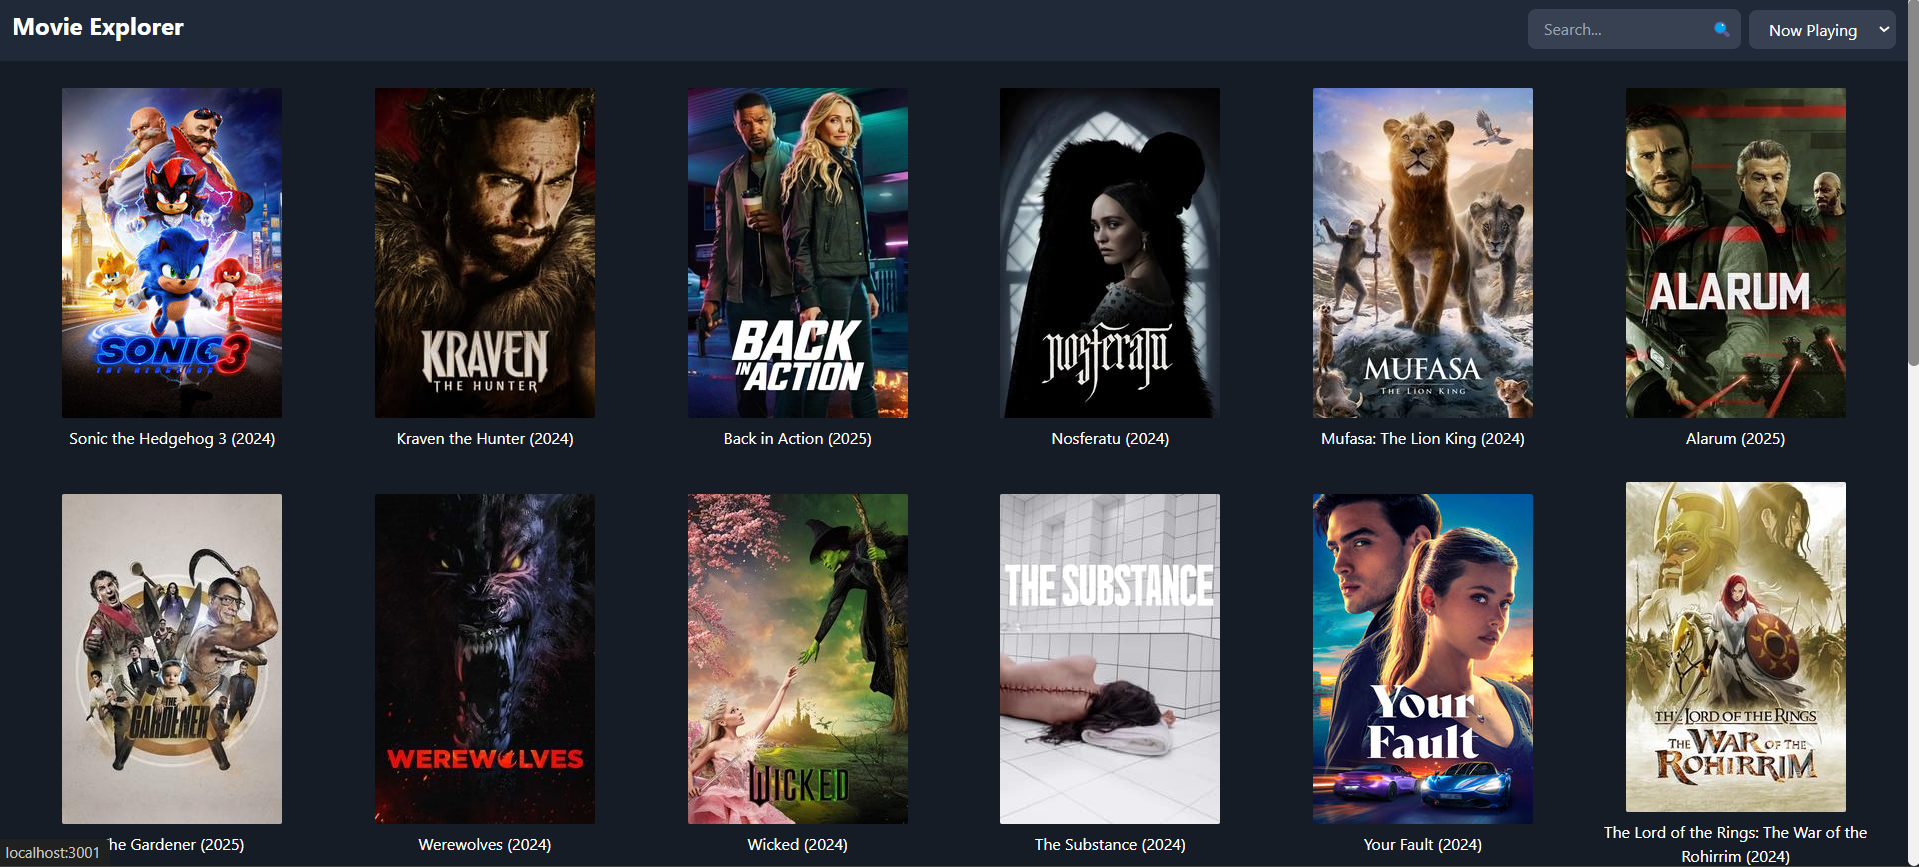 Movie Explorer
Search...
Now Playing
SONIC 3
THE HEDGEHOG
KRAVEN
THE HUNTER
BACK
IN ACTION
nosferatu
MUFASA
THE LION KING
ALARUM
Sonic the Hedgehog 3 (2024)
Kraven the Hunter (2024)
Back in Action (2025)
Nosferatu (2024)
Mufasa: The Lion King (2024)
Alarum (2025)
THE
GARDENER
WEREWOLVES
WICKED
THE SUBSTANCE
Your
Fault
THE LORD OF THE RINGS
THE WAR OF THE
ROHIRRIM
he Gardener (2025)
Werewolves (2024)
Wicked (2024)
The Substance (2024)
Your Fault (2024)
The Lord of the Rings: The War of the
Rohirrim (2024)
localhost:3001